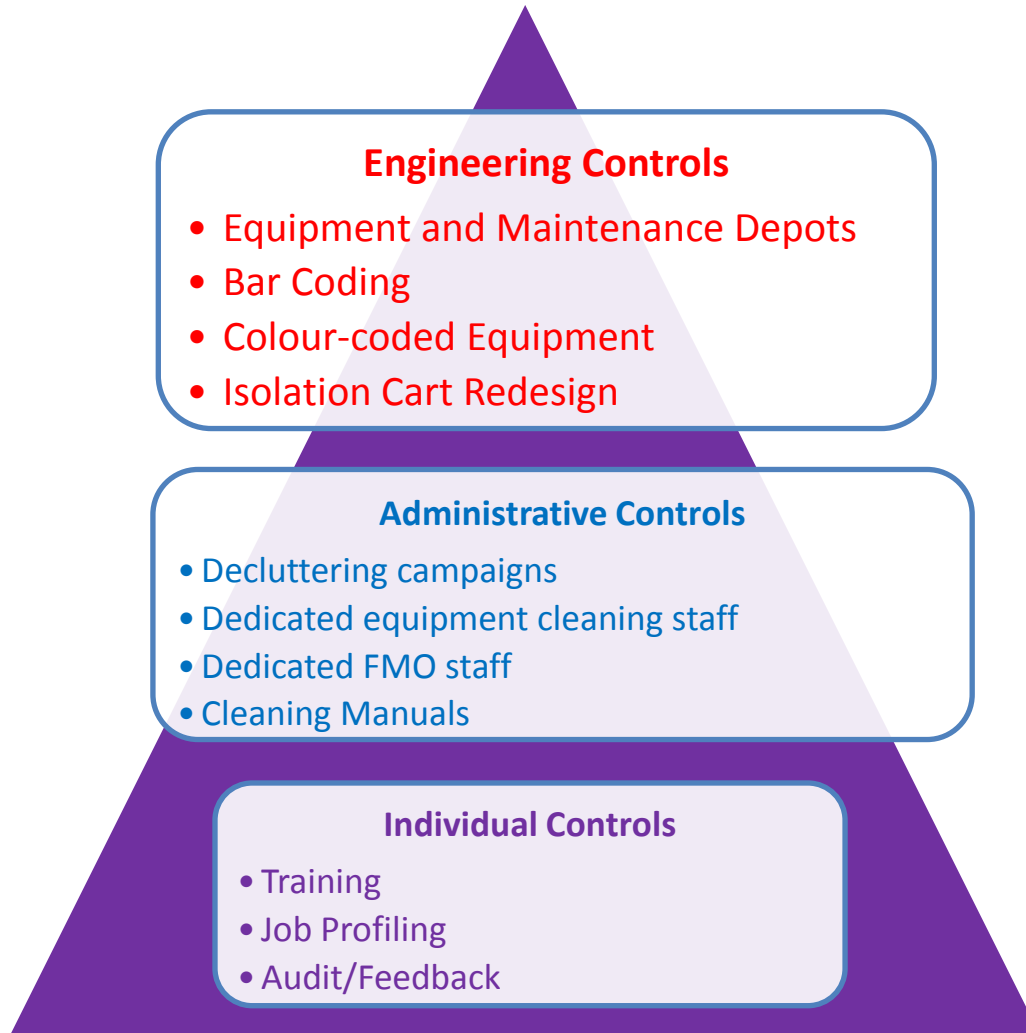 Engineering Controls
• Equipment and Maintenance Depots
• Bar Coding
• Colour-coded Equipment
• Isolation Cart Redesign
Administrative Controls
• Decluttering campaigns
• Dedicated equipment cleaning staff
• Dedicated FMO staff
• Cleaning Manuals
Individual Controls
• Training
• Job Profiling
• Audit/Feedback